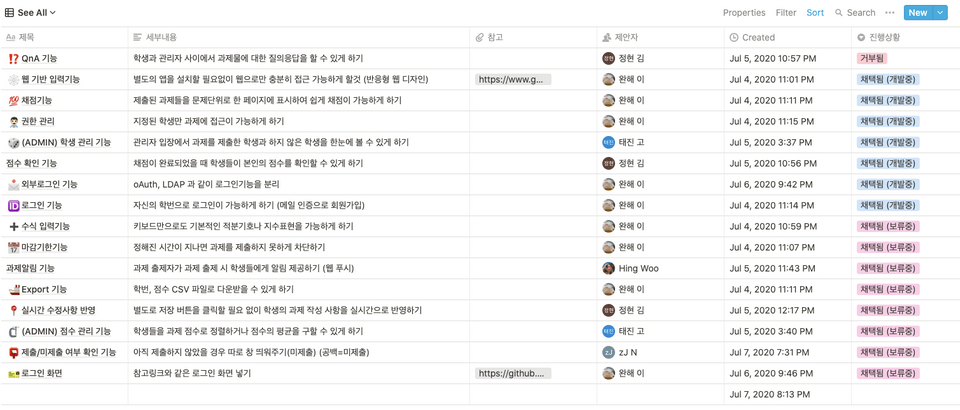 See All
Properties Filter Sort Search ... New
Aa 제목 세부내용 참고 제안자 Created 진행상황
⁉️ QnA 기능 학생과 관리자 사이에서 과제물에 대한 질의응답을 할 수 있게 하기 정현 정현 김 Jul 5, 2020 10:57 PM 거부됨
웹 기반 입력기능 별도의 앱을 설치할 필요없이 웹으로만 충분히 접근 가능하게 할것 (반응형 웹 디자인) https://www.g... 완해 이 Jul 4, 2020 11:01 PM 채택됨 (개발중)
💯 채점기능 제출된 과제들을 문제단위로 한 페이지에 표시하여 쉽게 채점이 가능하게 하기 완해 이 Jul 4, 2020 11:11 PM 채택됨 (개발중)
권한 관리 지정된 학생만 과제에 접근이 가능하게 하기 완해 이 Jul 4, 2020 11:15 PM 채택됨 (개발중)
(ADMIN) 학생 관리 기능 관리자 입장에서 과제를 제출한 학생과 하지 않은 학생을 한눈에 볼 수 있게 하기 태진 태진 고 Jul 5, 2020 3:37 PM 채택됨 (개발중)
점수 확인 기능 채점이 완료되었을 때 학생들이 본인의 점수를 확인할 수 있게 하기 정현 정현 김 Jul 5, 2020 10:56 PM 채택됨 (개발중)
외부로그인 기능 oAuth, LDAP 과 같이 로그인기능을 분리 완해 이 Jul 6, 2020 9:42 PM 채택됨 (개발중)
🆔 로그인 기능 자신의 학번으로 로그인이 가능하게 하기 (메일 인증으로 회원가입) 완해 이 Jul 4, 2020 11:14 PM 채택됨 (개발중)
➕ 수식 입력기능 키보드만으로도 기본적인 적분기호나 지수표현을 가능하게 하기 완해 이 Jul 4, 2020 10:59 PM 채택됨 (보류중)
마감기한기능 정해진 시간이 지나면 과제를 제출하지 못하게 차단하기 완해 이 Jul 4, 2020 11:07 PM 채택됨 (보류중)
과제알림 기능 과제 출제자가 과제 출제 시 학생들에게 알림 제공하기 (웹 푸시) Hing Woo Jul 5, 2020 11:43 PM 채택됨 (보류중)
Export 기능 학번, 점수 CSV 파일로 다운받을 수 있게 하기 완해 이 Jul 4, 2020 11:11 PM 채택됨 (보류중)
실시간 수정사항 반영 별도로 저장 버튼을 클릭할 필요 없이 학생의 과제 작성 사항을 실시간으로 반영하기 정현 정현 김 Jul 5, 2020 12:17 PM 채택됨 (보류중)
(ADMIN) 점수 관리 기능 학생들을 과제 점수로 정렬하거나 점수의 평균을 구할 수 있게 하기 태진 태진 고 Jul 5, 2020 3:40 PM 채택됨 (보류중)
제출/미제출 여부 확인 기능 아직 제출하지 않았을 경우 따로 창 띄워주기(미제출) (공백=미제출) zJ zJ N Jul 7, 2020 7:31 PM 채택됨 (보류중)
로그인 화면 참고링크와 같은 로그인 화면 넣기 https://github.... 완해 이 Jul 6, 2020 9:46 PM 채택됨 (보류중)
Jul 7, 2020 8:13 PM